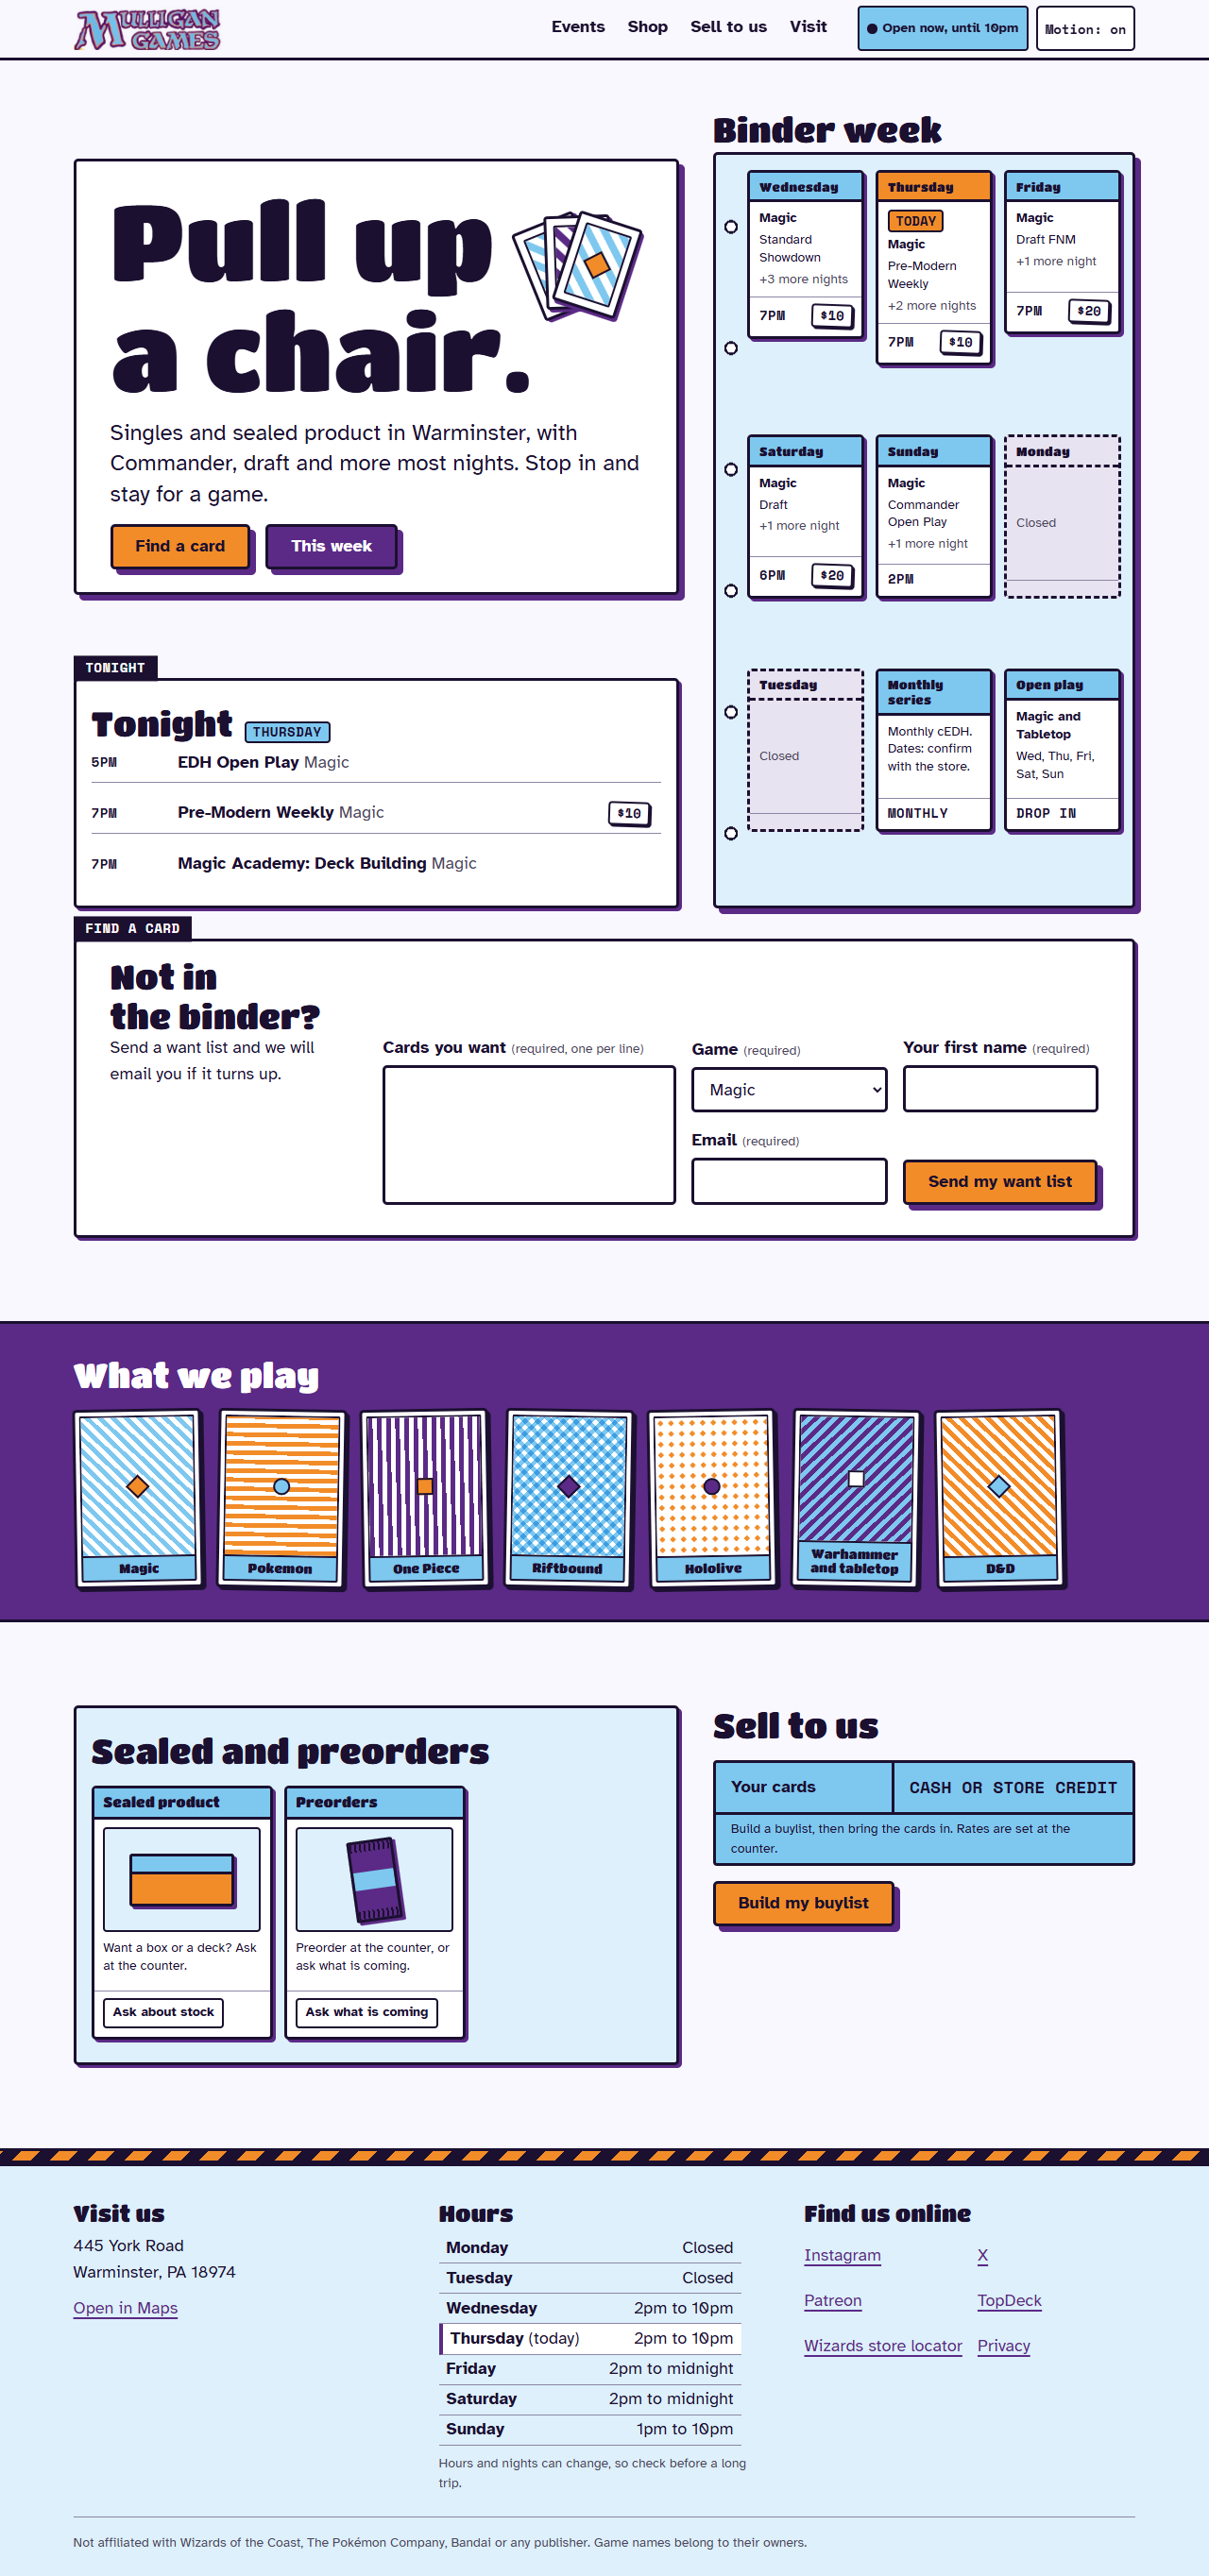 MULLIGAN
GAMES
Events Shop Sell to us Visit
Open now, until 10pm
Motion: on
Pull up
a chair.
Singles and sealed product in Warminster, with
Commander, draft and more most nights. Stop in and
stay for a game.
Find a card
This week
Binder week
Wednesday
Magic
Standard
Showdown
+3 more nights
7PM
$10
Thursday
TODAY
Magic
Pre-Modern
Weekly
+2 more nights
7PM
$10
Friday
Magic
Draft FNM
+1 more night
7PM
$20
Saturday
Magic
Draft
+1 more night
6PM
$20
Sunday
Magic
Commander
Open Play
+1 more night
2PM
Monday
Closed
Tuesday
Closed
Monthly
series
Monthly cEDH.
Dates: confirm
with the store.
MONTHLY
Open play
Magic and
Tabletop
Wed, Thu, Fri,
Sat, Sun
DROP IN
TONIGHT
Tonight THURSDAY
5PM EDH Open Play Magic
7PM Pre-Modern Weekly Magic $10
7PM Magic Academy: Deck Building Magic
FIND A CARD
Not in
the binder?
Send a want list and we will
email you if it turns up.
Cards you want (required, one per line)
Game (required)
Magic
Your first name (required)
Email (required)
Send my want list
What we play
Magic
Pokemon
One Piece
Riftbound
Hololive
Warhammer
and tabletop
D&D
Sealed and preorders
Sealed product
Want a box or a deck? Ask
at the counter.
Ask about stock
Preorders
Preorder at the counter, or
ask what is coming.
Ask what is coming
Sell to us
Your cards
CASH OR STORE CREDIT
Build a buylist, then bring the cards in. Rates are set at the
counter.
Build my buylist
Visit us
445 York Road
Warminster, PA 18974
Open in Maps
Hours
Monday Closed
Tuesday Closed
Wednesday 2pm to 10pm
Thursday (today) 2pm to 10pm
Friday 2pm to midnight
Saturday 2pm to midnight
Sunday 1pm to 10pm
Hours and nights can change, so check before a long
trip.
Find us online
Instagram X
Patreon TopDeck
Wizards store locator Privacy
Not affiliated with Wizards of the Coast, The Pokémon Company, Bandai or any publisher. Game names belong to their owners.